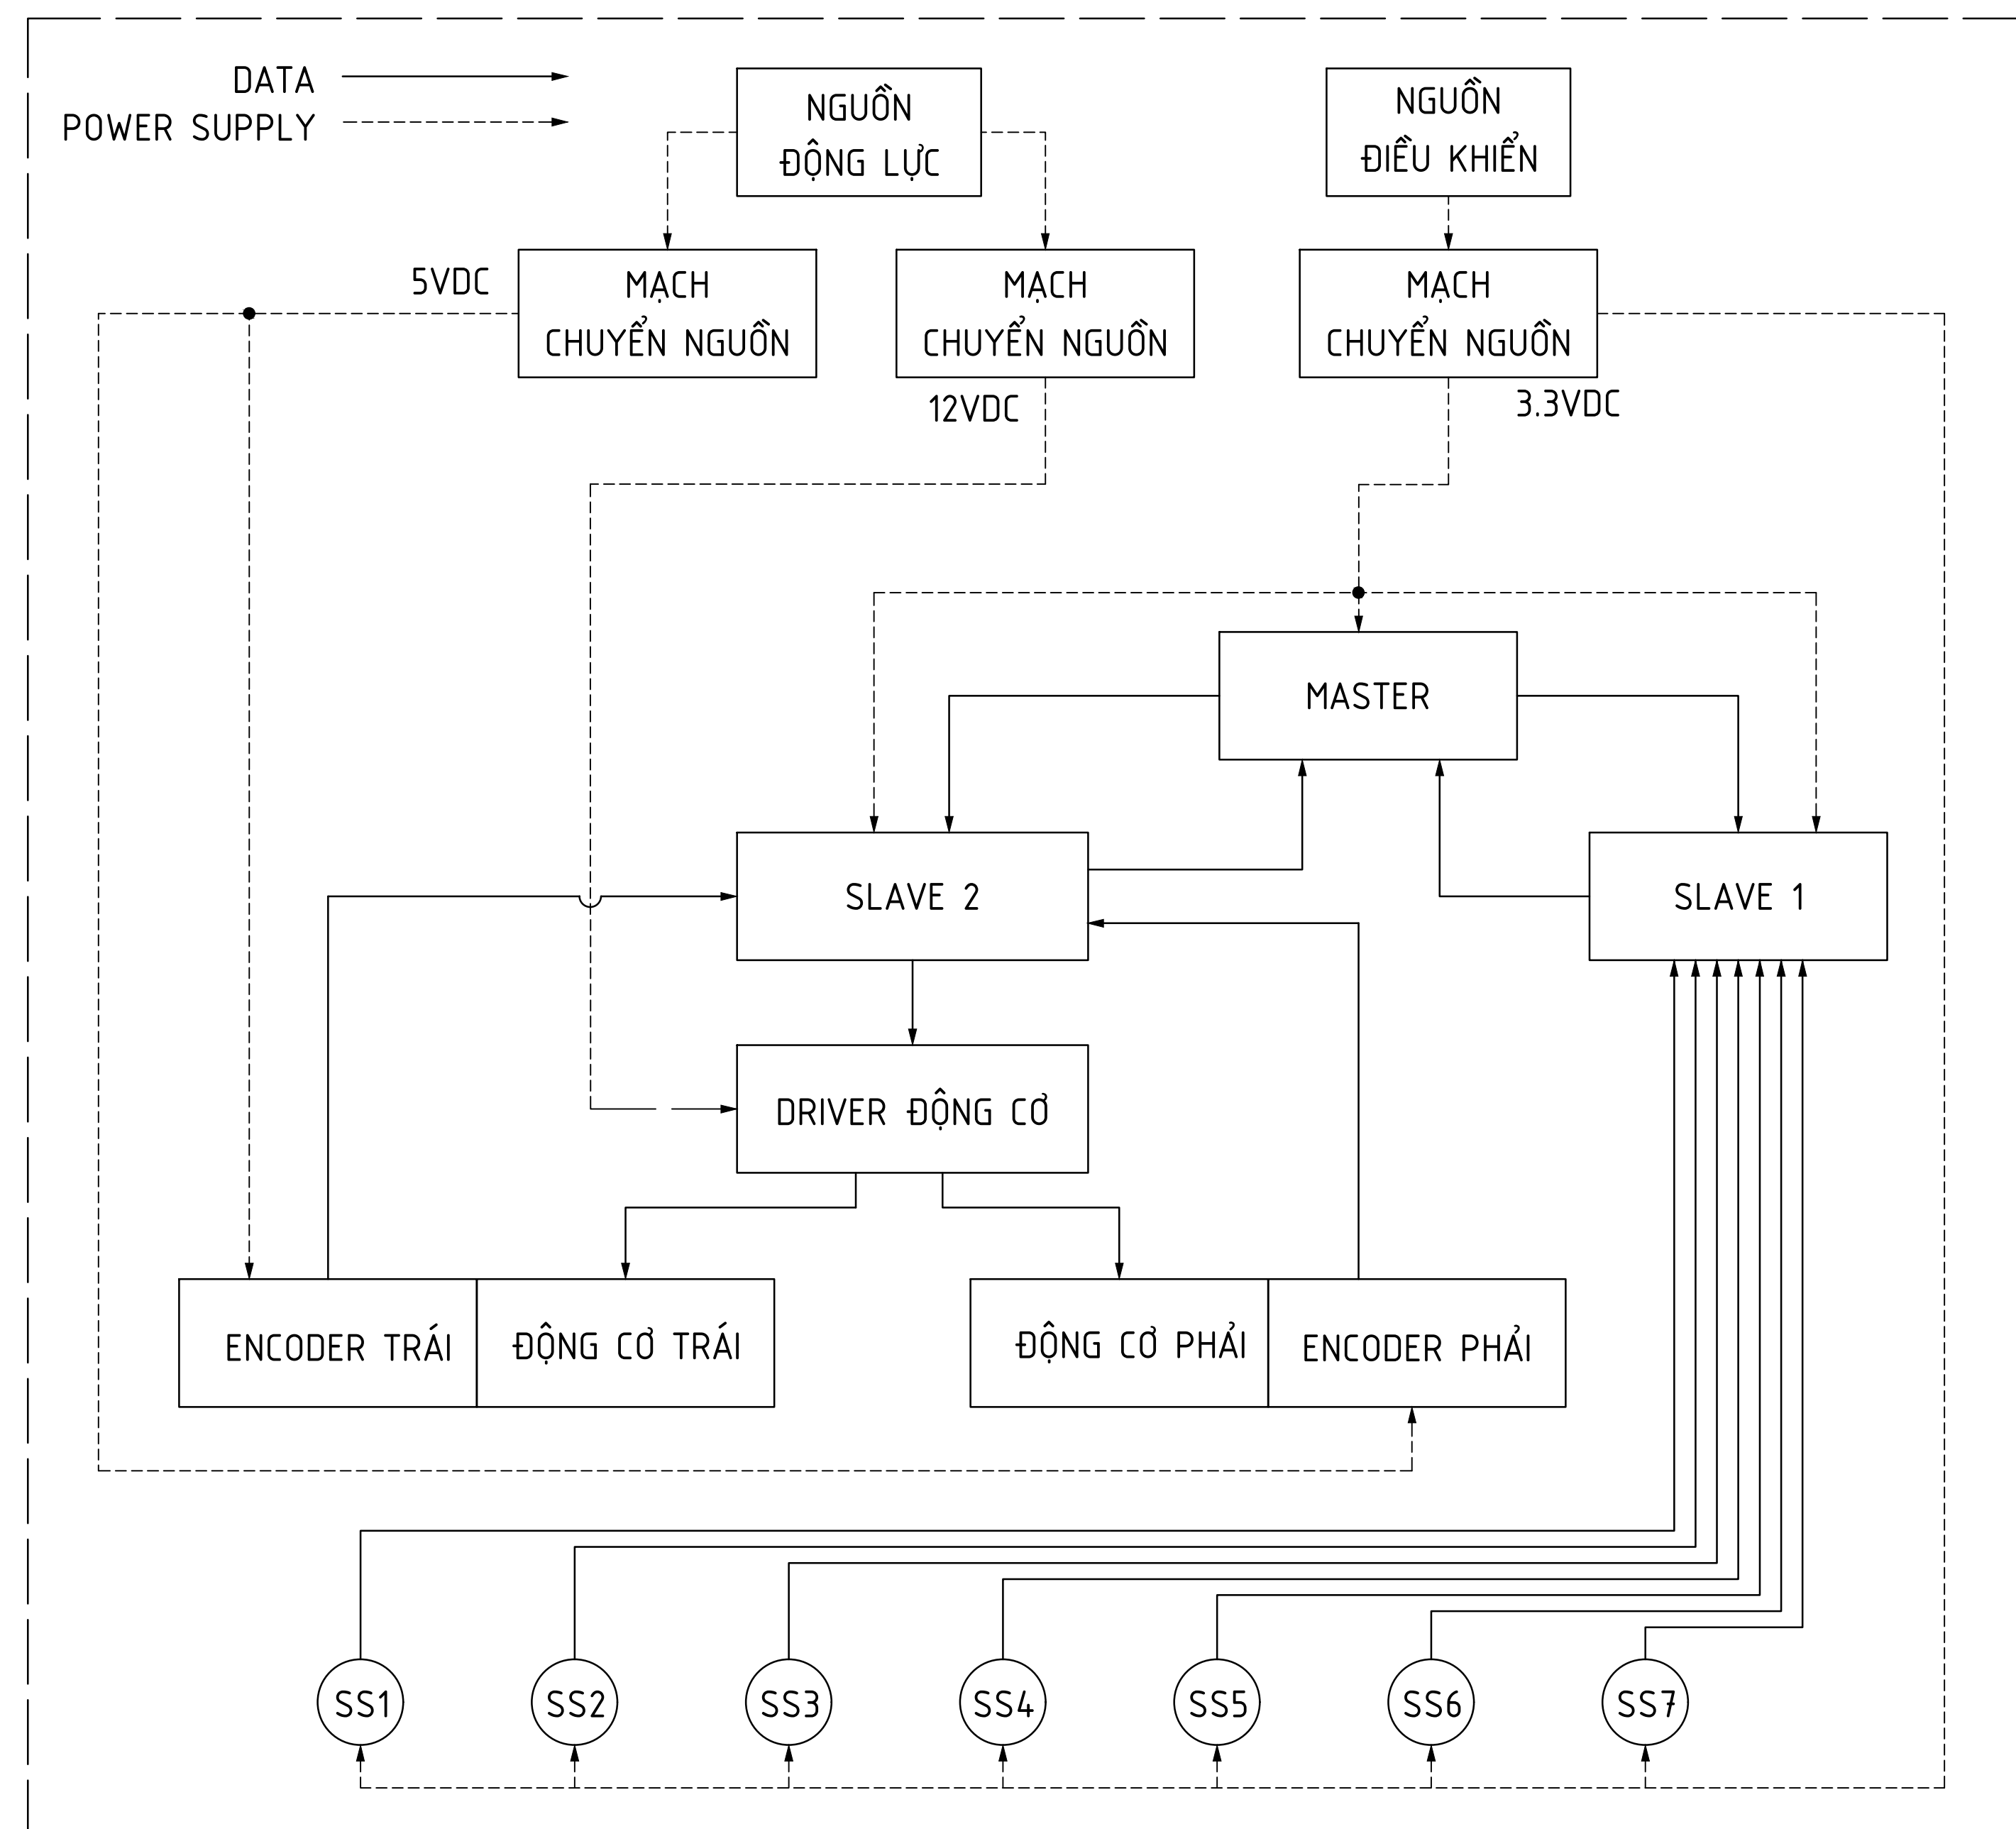 DATA
POWER SUPPLY
NGUỒN
ĐỘNG LỰC
NGUỒN
ĐIỀU KHIỂN
5VDC
MẠCH
CHUYỂN NGUỒN
MẠCH
CHUYỂN NGUỒN
MẠCH
CHUYỂN NGUỒN
12VDC
3.3VDC
MASTER
SLAVE 2
SLAVE 1
DRIVER ĐỘNG CƠ
ENCODER TRÁI
ĐỘNG CƠ TRÁI
ĐỘNG CƠ PHẢI
ENCODER PHẢI
SS1
SS2
SS3
SS4
SS5
SS6
SS7